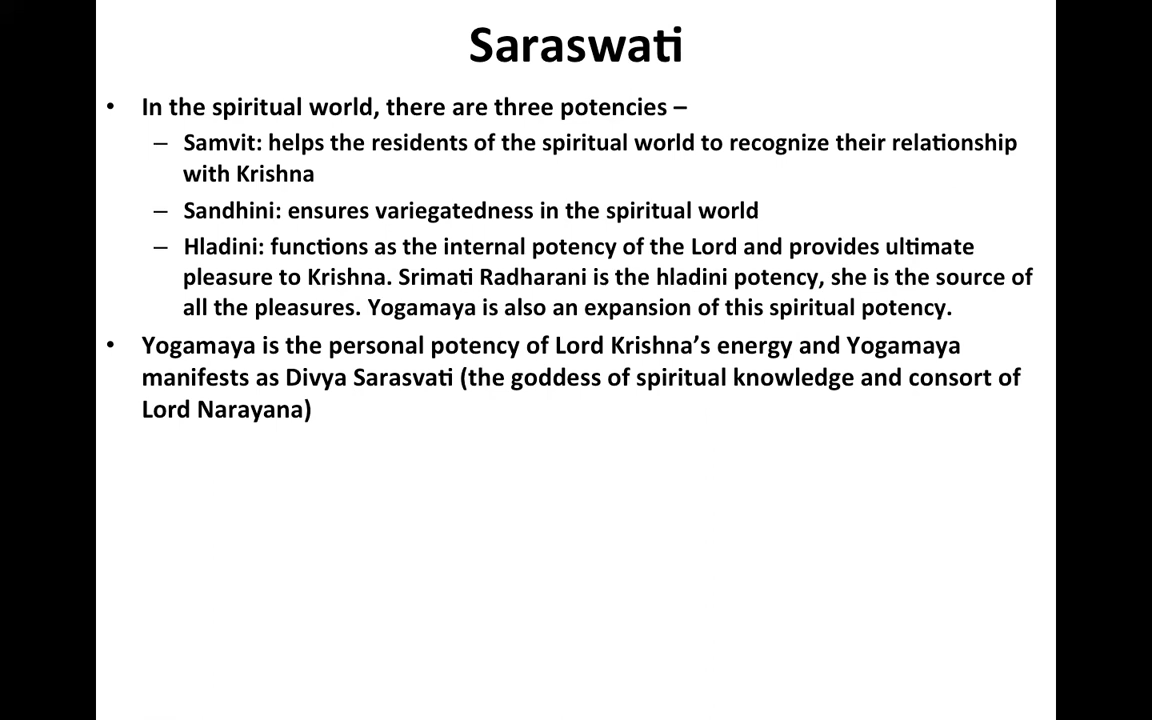 Saraswati
• In the spiritual world, there are three potencies –
– Samvit: helps the residents of the spiritual world to recognize their relationship
with Krishna
– Sandhini: ensures variegatedness in the spiritual world
– Hladini: functions as the internal potency of the Lord and provides ultimate
pleasure to Krishna. Srimati Radharani is the hladini potency, she is the source of
all the pleasures. Yogamaya is also an expansion of this spiritual potency.
• Yogamaya is the personal potency of Lord Krishna’s energy and Yogamaya
manifests as Divya Sarasvati (the goddess of spiritual knowledge and consort of
Lord Narayana)